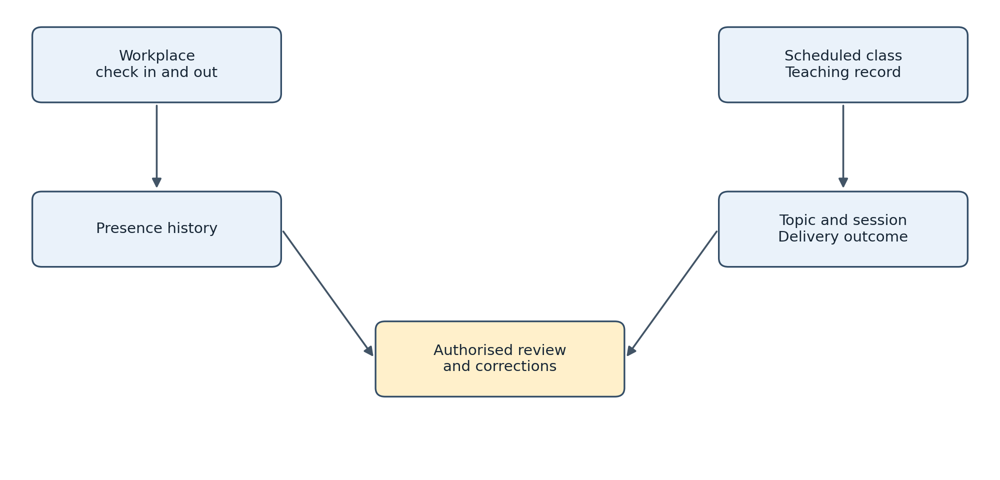 Workplace
check in and out
Scheduled class
Teaching record
Presence history
Topic and session
Delivery outcome
Authorised review
and corrections